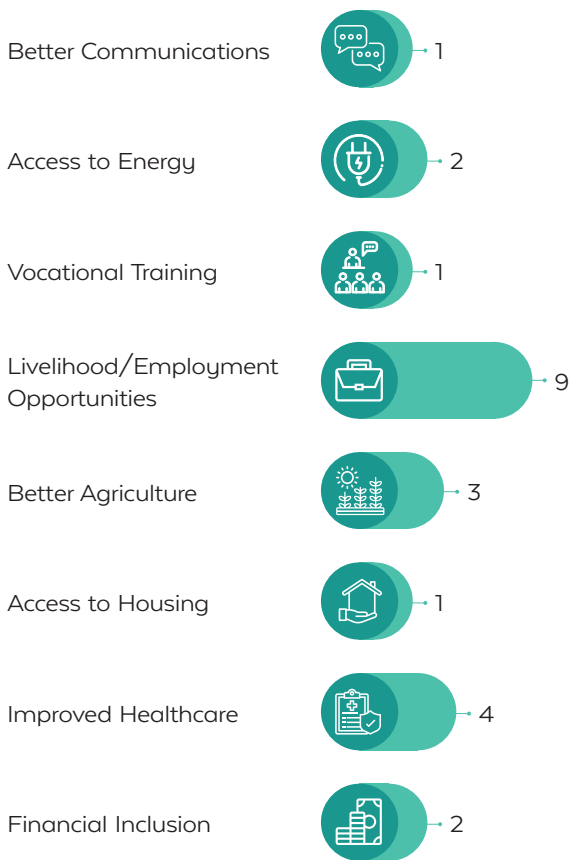 Better Communications 1
Access to Energy 2
Vocational Training 1
Livelihood/Employment
Opportunities 9
Better Agriculture 3
Access to Housing 1
Improved Healthcare 4
Financial Inclusion 2